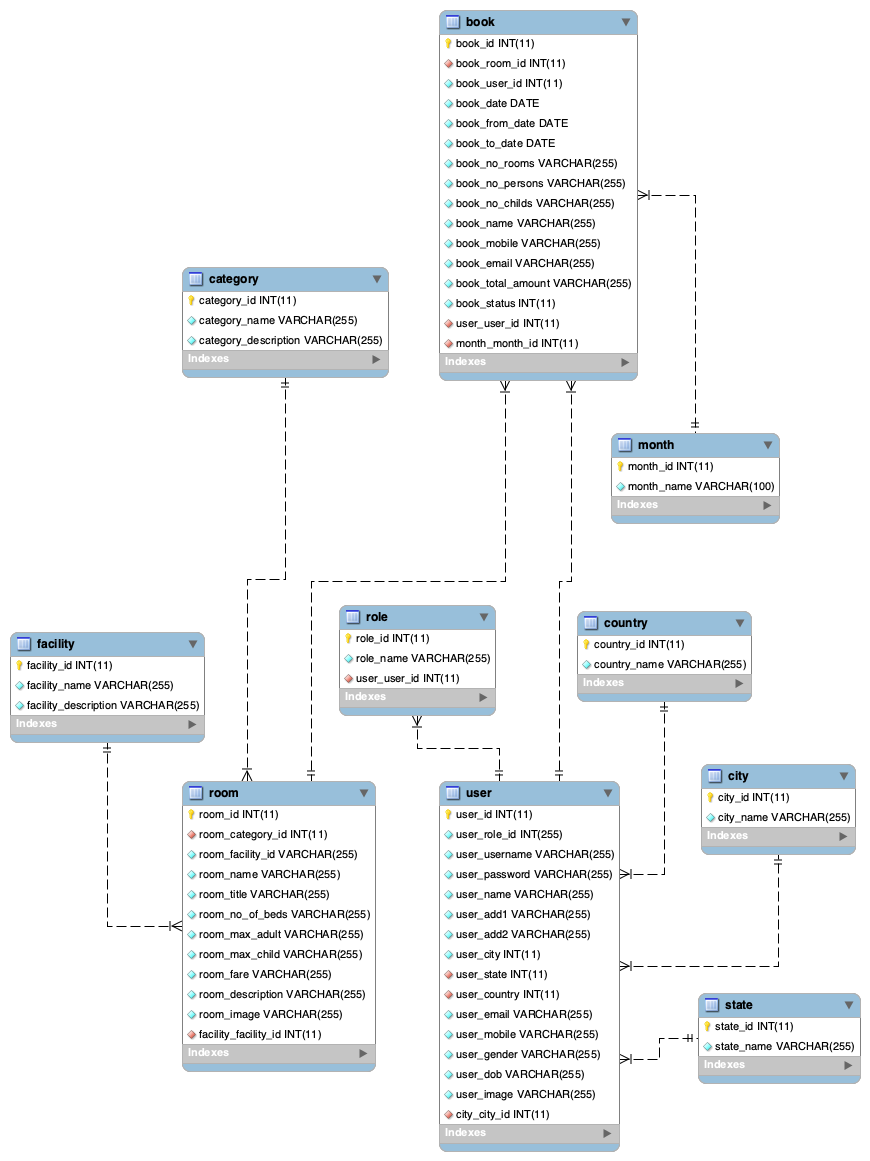 book
book_id INT(11)
book_room_id INT(11)
book_user_id INT(11)
book_date DATE
book_from_date DATE
book_to_date DATE
book_no_rooms VARCHAR(255)
book_no_persons VARCHAR(255)
book_no_childs VARCHAR(255)
book_name VARCHAR(255)
book_mobile VARCHAR(255)
book_email VARCHAR(255)
book_total_amount VARCHAR(255)
book_status INT(11)
user_user_id INT(11)
month_month_id INT(11)
Indexes
category
category_id INT(11)
category_name VARCHAR(255)
category_description VARCHAR(255)
Indexes
month
month_id INT(11)
month_name VARCHAR(100)
Indexes
facility
facility_id INT(11)
facility_name VARCHAR(255)
facility_description VARCHAR(255)
Indexes
role
role_id INT(11)
role_name VARCHAR(255)
user_user_id INT(11)
Indexes
country
country_id INT(11)
country_name VARCHAR(255)
Indexes
room
room_id INT(11)
room_category_id INT(11)
room_facility_id VARCHAR(255)
room_name VARCHAR(255)
room_title VARCHAR(255)
room_no_of_beds VARCHAR(255)
room_max_adult VARCHAR(255)
room_max_child VARCHAR(255)
room_fare VARCHAR(255)
room_description VARCHAR(255)
room_image VARCHAR(255)
facility_facility_id INT(11)
Indexes
user
user_id INT(11)
user_role_id INT(255)
user_username VARCHAR(255)
user_password VARCHAR(255)
user_name VARCHAR(255)
user_add1 VARCHAR(255)
user_add2 VARCHAR(255)
user_city INT(11)
user_state INT(11)
user_country INT(11)
user_email VARCHAR(255)
user_mobile VARCHAR(255)
user_gender VARCHAR(255)
user_dob VARCHAR(255)
user_image VARCHAR(255)
city_city_id INT(11)
Indexes
city
city_id INT(11)
city_name VARCHAR(255)
Indexes
state
state_id INT(11)
state_name VARCHAR(255)
Indexes